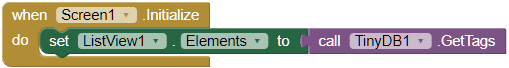 when Screen1 .Initialize
do set ListView1 . Elements to call TinyDB1 .GetTags